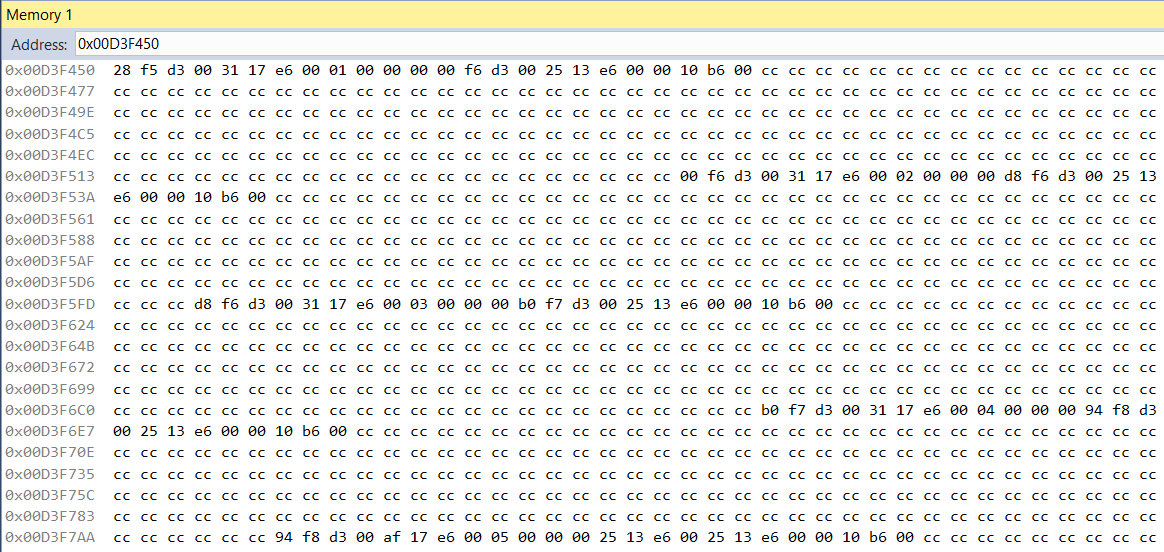 Memory 1
Address: 0x00D3F450
0x00D3F450 28 f5 d3 00 31 17 e6 00 01 00 00 00 00 f6 d3 00 25 13 e6 00 00 10 b6 00 cc cc cc cc cc cc cc cc cc cc cc cc cc cc cc
0x00D3F477 cc cc cc cc cc cc cc cc cc cc cc cc cc cc cc cc cc cc cc cc cc cc cc cc cc cc cc cc cc cc cc cc cc cc cc cc cc cc cc
0x00D3F49E cc cc cc cc cc cc cc cc cc cc cc cc cc cc cc cc cc cc cc cc cc cc cc cc cc cc cc cc cc cc cc cc cc cc cc cc cc cc cc
0x00D3F4C5 cc cc cc cc cc cc cc cc cc cc cc cc cc cc cc cc cc cc cc cc cc cc cc cc cc cc cc cc cc cc cc cc cc cc cc cc cc cc cc
0x00D3F4EC cc cc cc cc cc cc cc cc cc cc cc cc cc cc cc cc cc cc cc cc cc cc cc cc cc cc cc cc cc cc cc cc cc cc cc cc cc cc cc
0x00D3F513 cc cc cc cc cc cc cc cc cc cc cc cc cc cc cc cc cc cc cc cc cc 00 f6 d3 00 31 17 e6 00 02 00 00 00 d8 f6 d3 00 25 13
0x00D3F53A e6 00 00 10 b6 00 cc cc cc cc cc cc cc cc cc cc cc cc cc cc cc cc cc cc cc cc cc cc cc cc cc cc cc cc cc cc cc cc cc
0x00D3F561 cc cc cc cc cc cc cc cc cc cc cc cc cc cc cc cc cc cc cc cc cc cc cc cc cc cc cc cc cc cc cc cc cc cc cc cc cc cc cc
0x00D3F588 cc cc cc cc cc cc cc cc cc cc cc cc cc cc cc cc cc cc cc cc cc cc cc cc cc cc cc cc cc cc cc cc cc cc cc cc cc cc cc
0x00D3F5AF cc cc cc cc cc cc cc cc cc cc cc cc cc cc cc cc cc cc cc cc cc cc cc cc cc cc cc cc cc cc cc cc cc cc cc cc cc cc cc
0x00D3F5D6 cc cc cc cc cc cc cc cc cc cc cc cc cc cc cc cc cc cc cc cc cc cc cc cc cc cc cc cc cc cc cc cc cc cc cc cc cc cc cc
0x00D3F5FD cc cc cc d8 f6 d3 00 31 17 e6 00 03 00 00 00 b0 f7 d3 00 25 13 e6 00 00 10 b6 00 cc cc cc cc cc cc cc cc cc cc cc cc
0x00D3F624 cc cc cc cc cc cc cc cc cc cc cc cc cc cc cc cc cc cc cc cc cc cc cc cc cc cc cc cc cc cc cc cc cc cc cc cc cc cc cc
0x00D3F64B cc cc cc cc cc cc cc cc cc cc cc cc cc cc cc cc cc cc cc cc cc cc cc cc cc cc cc cc cc cc cc cc cc cc cc cc cc cc cc
0x00D3F672 cc cc cc cc cc cc cc cc cc cc cc cc cc cc cc cc cc cc cc cc cc cc cc cc cc cc cc cc cc cc cc cc cc cc cc cc cc cc cc
0x00D3F699 cc cc cc cc cc cc cc cc cc cc cc cc cc cc cc cc cc cc cc cc cc cc cc cc cc cc cc cc cc cc cc cc cc cc cc cc cc cc cc
0x00D3F6C0 cc cc cc cc cc cc cc cc cc cc cc cc cc cc cc cc cc cc cc cc cc cc cc cc b0 f7 d3 00 31 17 e6 00 04 00 00 00 94 f8 d3
0x00D3F6E7 00 25 13 e6 00 00 10 b6 00 cc cc cc cc cc cc cc cc cc cc cc cc cc cc cc cc cc cc cc cc cc cc cc cc cc cc cc cc cc cc
0x00D3F70E cc cc cc cc cc cc cc cc cc cc cc cc cc cc cc cc cc cc cc cc cc cc cc cc cc cc cc cc cc cc cc cc cc cc cc cc cc cc cc
0x00D3F735 cc cc cc cc cc cc cc cc cc cc cc cc cc cc cc cc cc cc cc cc cc cc cc cc cc cc cc cc cc cc cc cc cc cc cc cc cc cc cc
0x00D3F75C cc cc cc cc cc cc cc cc cc cc cc cc cc cc cc cc cc cc cc cc cc cc cc cc cc cc cc cc cc cc cc cc cc cc cc cc cc cc cc
0x00D3F783 cc cc cc cc cc cc cc cc cc cc cc cc cc cc cc cc cc cc cc cc cc cc cc cc cc cc cc cc cc cc cc cc cc cc cc cc cc cc cc
0x00D3F7AA cc cc cc cc cc cc 94 f8 d3 00 af 17 e6 00 05 00 00 00 25 13 e6 00 25 13 e6 00 00 10 b6 00 cc cc cc cc cc cc cc cc cc